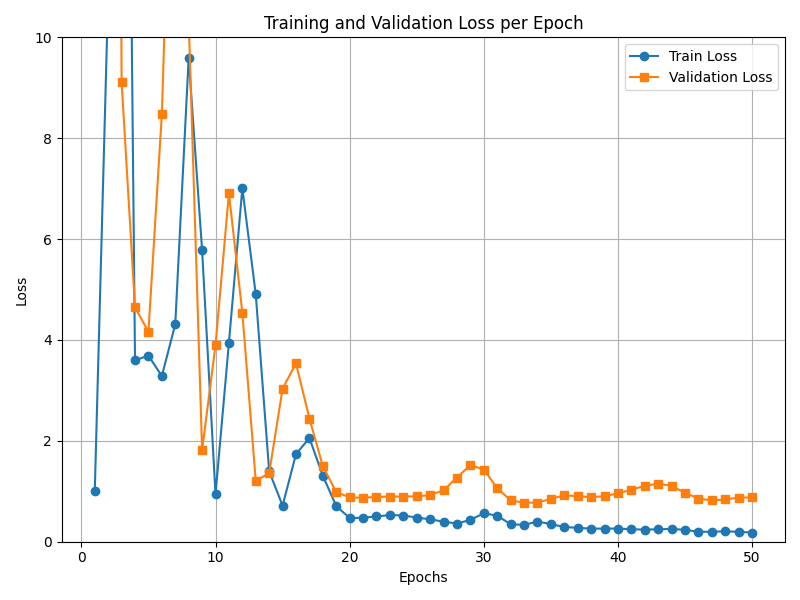 Training and Validation Loss per Epoch
Train Loss
Validation Loss
Loss
10
8
6
4
2
0
0 10 20 30 40 50
Epochs